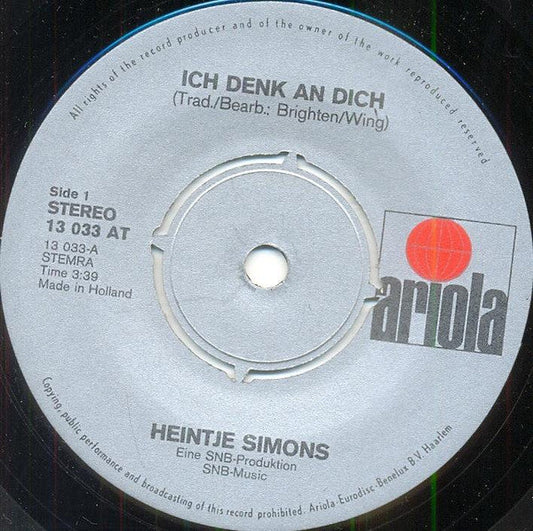 All rights of the record producer and of the owner of the work reproduced reserved
ICH DENK AN DICH
(Trad./Bearb.: Brighten/Wing)
Side 1
STEREO
13 033 AT
13 033-A
STEMRA
Time 3:39
Made in Holland
ariola
HEINTJE SIMONS
Eine SNB-Produktion
SNB-Music
Copying, public performance and broadcasting of this record prohibited. Ariola-Eurodisc-Benelux B.V. Haarlem